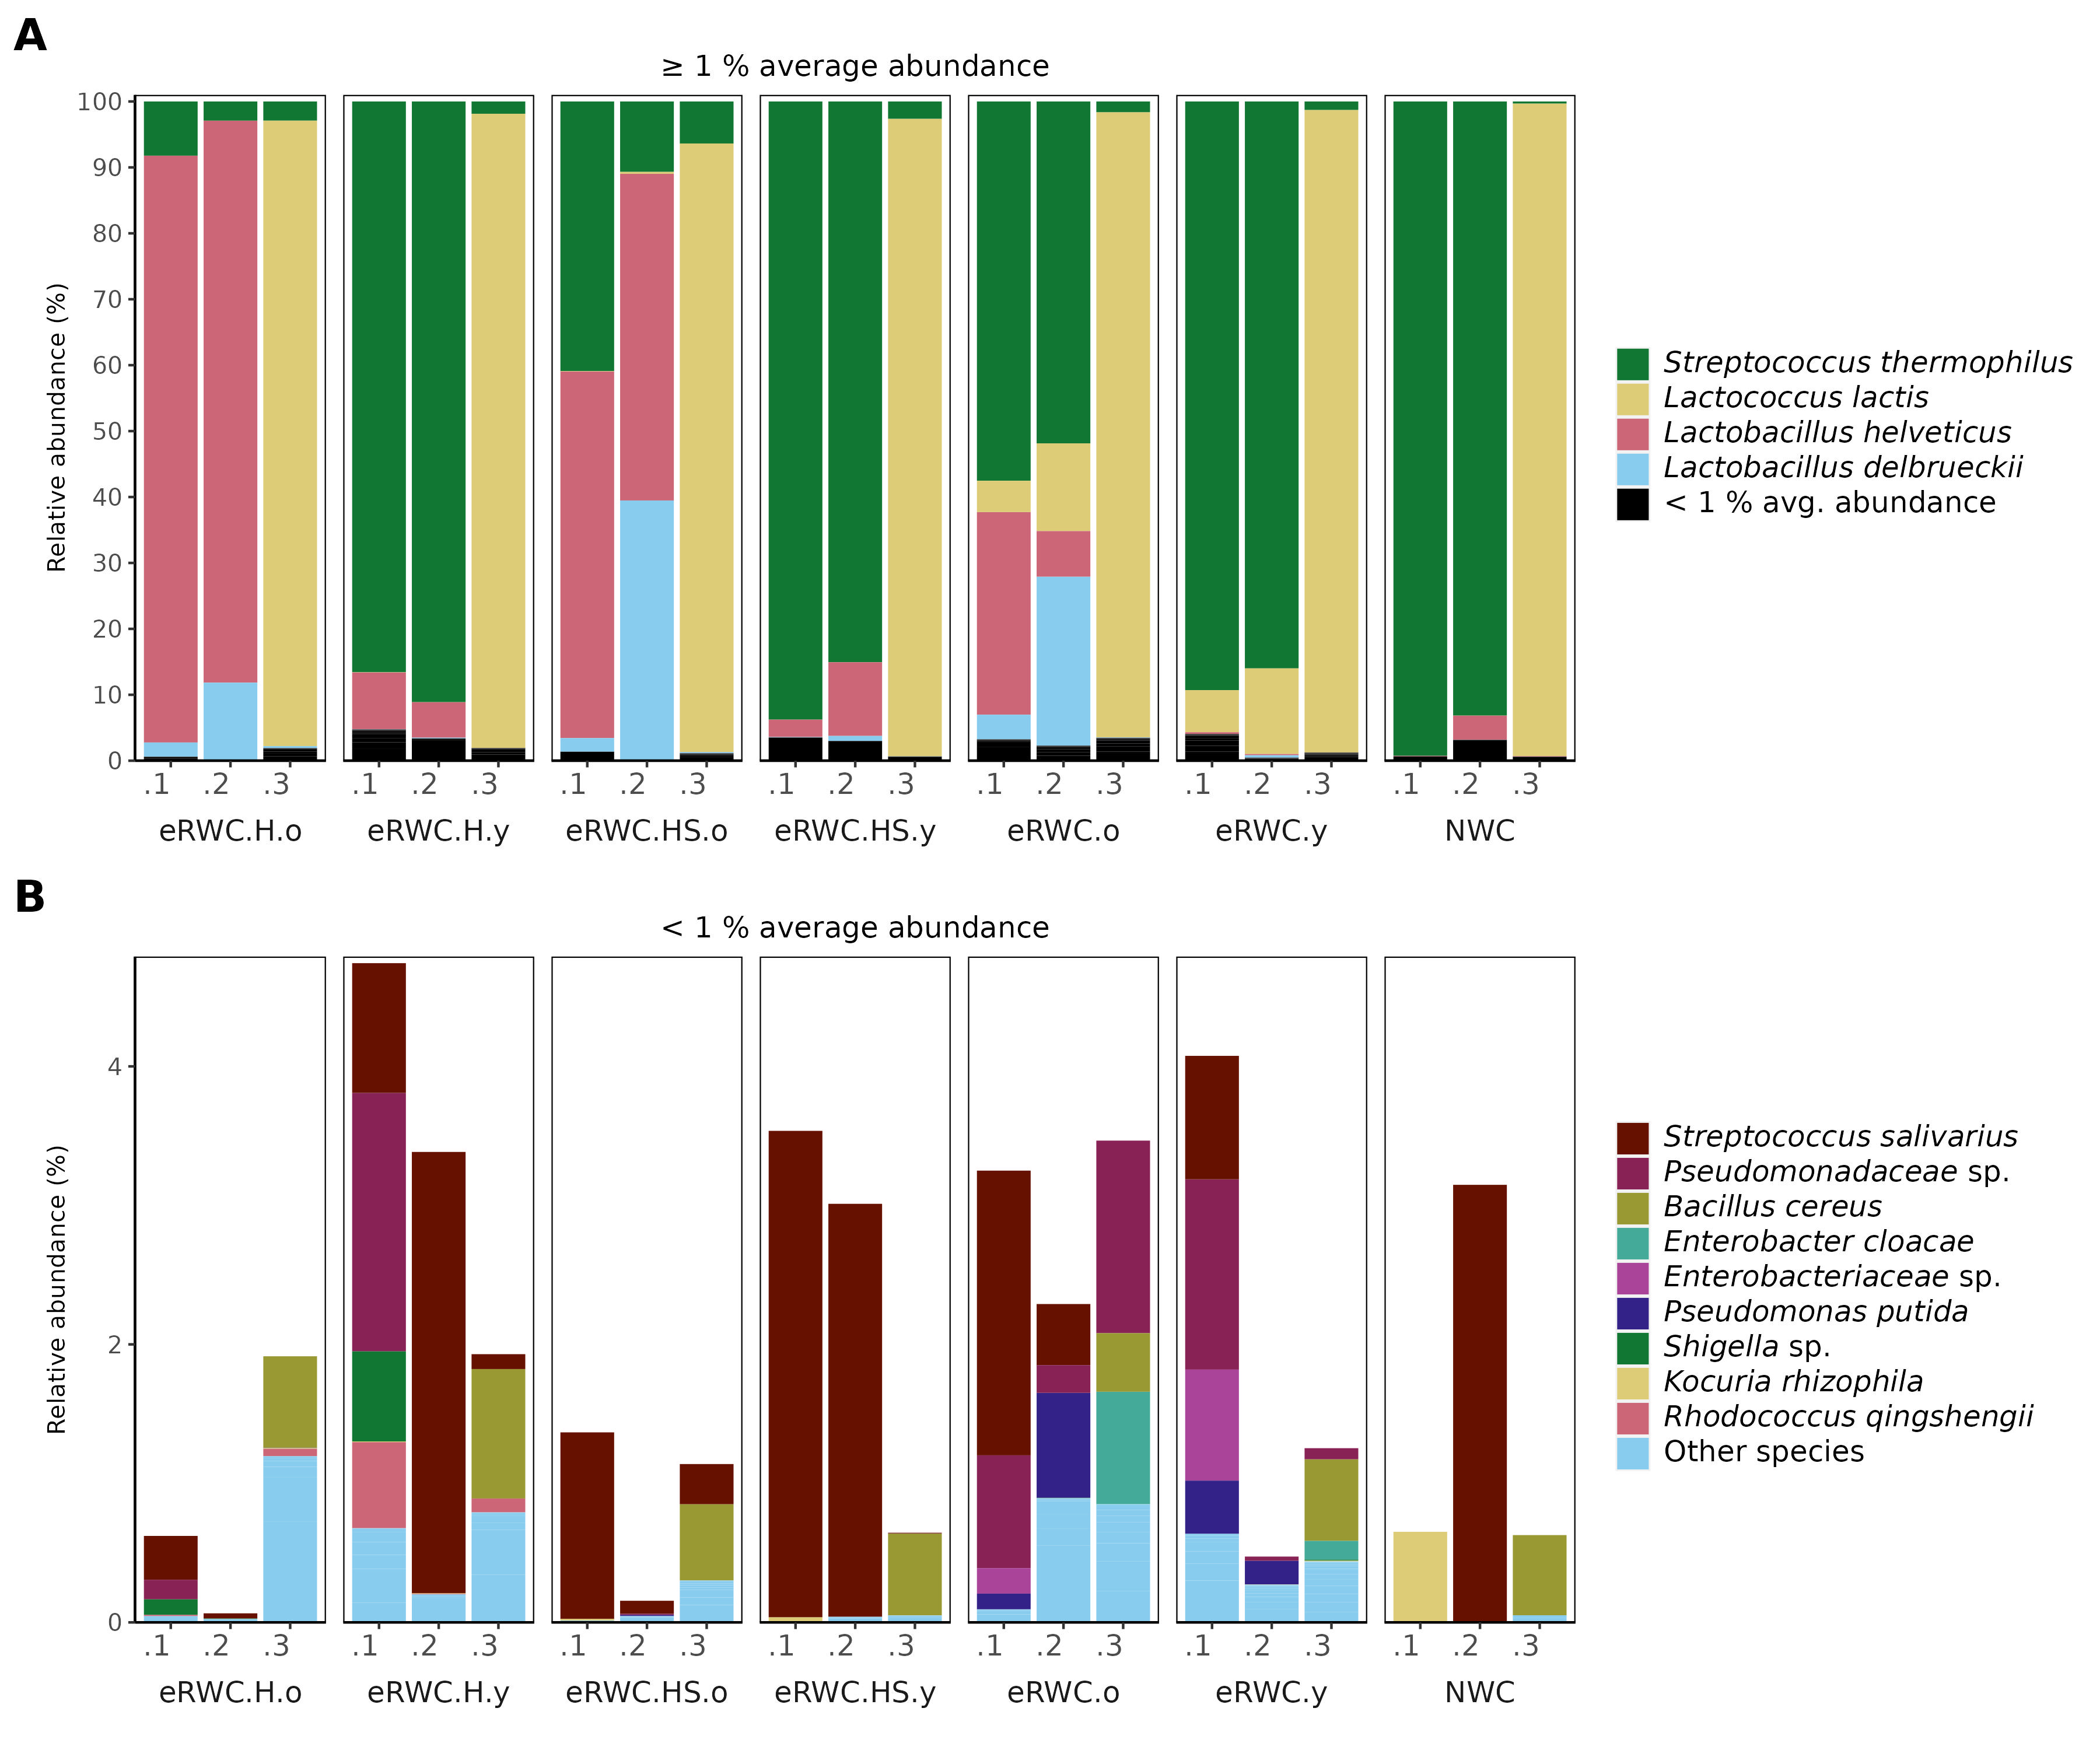 A
≥ 1 % average abundance
Relative abundance (%)
100
90
80
70
60
50
40
30
20
10
0
.1 .2 .3 .1 .2 .3 .1 .2 .3 .1 .2 .3 .1 .2 .3 .1 .2 .3 .1 .2 .3
eRWC.H.o eRWC.H.y eRWC.HS.o eRWC.HS.y eRWC.o eRWC.y NWC
Streptococcus thermophilus
Lactococcus lactis
Lactobacillus helveticus
Lactobacillus delbrueckii
< 1 % avg. abundance
B
< 1 % average abundance
Relative abundance (%)
4
2
0
.1 .2 .3 .1 .2 .3 .1 .2 .3 .1 .2 .3 .1 .2 .3 .1 .2 .3 .1 .2 .3
eRWC.H.o eRWC.H.y eRWC.HS.o eRWC.HS.y eRWC.o eRWC.y NWC
Streptococcus salivarius
Pseudomonadaceae sp.
Bacillus cereus
Enterobacter cloacae
Enterobacteriaceae sp.
Pseudomonas putida
Shigella sp.
Kocuria rhizophila
Rhodococcus qingshengii
Other species